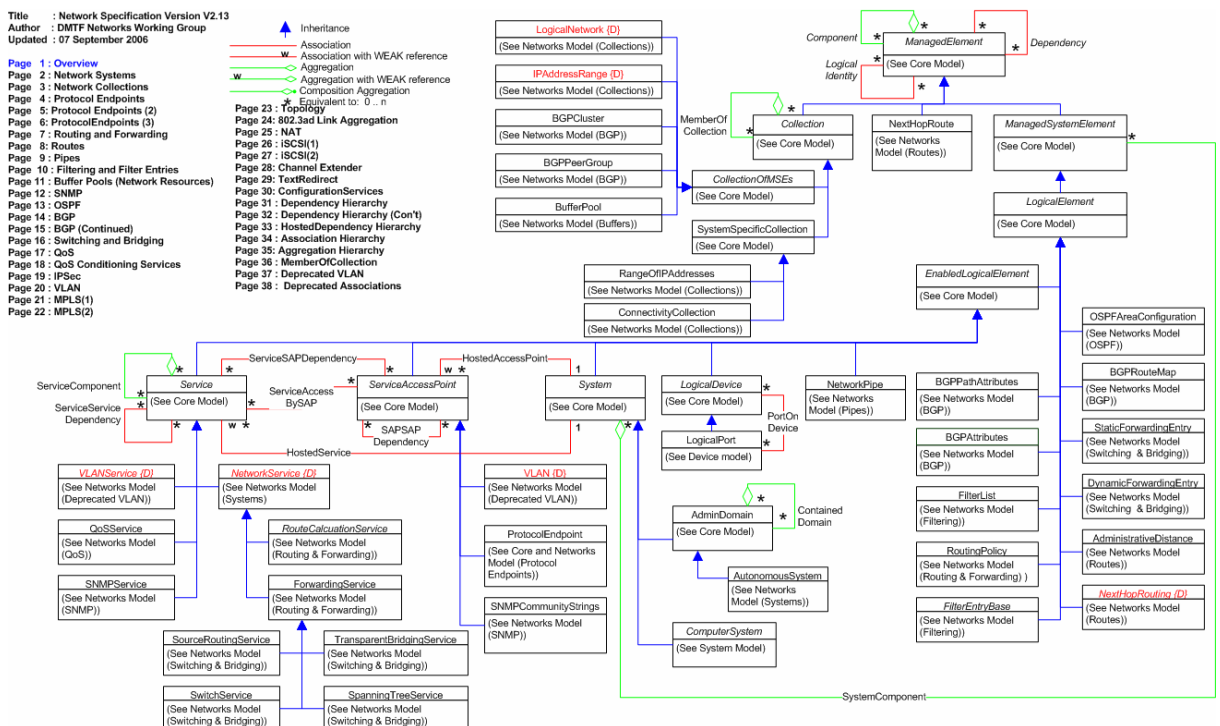 Title : Network Specification Version V2.13
Author : DMTF Networks Working Group
Updated : 07 September 2006
Page 1 : Overview
Page 2 : Network Systems
Page 3 : Network Collections
Page 4 : Protocol Endpoints
Page 5 : Protocol Endpoints (2)
Page 6 : ProtocolEndpoints (3)
Page 7 : Routing and Forwarding
Page 8: Routes
Page 9 : Pipes
Page 10 : Filtering and Filter Entries
Page 11 : Buffer Pools (Network Resources)
Page 12 : SNMP
Page 13 : OSPF
Page 14 : BGP
Page 15 : BGP (Continued)
Page 16 : Switching and Bridging
Page 17 : QoS
Page 18 : QoS Conditioning Services
Page 19 : IPSec
Page 20 : VLAN
Page 21 : MPLS(1)
Page 22 : MPLS(2)
Inheritance
Association
w
Association with WEAK reference
Aggregation
w
Aggregation with WEAK reference
Composition Aggregation
* Equivalent to: 0 .. n
Page 23 : Topology
Page 24: 802.3ad Link Aggregation
Page 25 : NAT
Page 26 : iSCSI(1)
Page 27 : iSCSI(2)
Page 28: Channel Extender
Page 29: TextRedirect
Page 30: ConfigurationServices
Page 31 : Dependency Hierarchy
Page 32 : Dependency Hierarchy (Con't)
Page 33 : HostedDependency Hierarchy
Page 34 : Association Hierarchy
Page 35: Aggregation Hierarchy
Page 36 : MemberOfCollection
Page 37 : Deprecated VLAN
Page 38 : Deprecated Associations
LogicalNetwork {D}
(See Networks Model (Collections))
IPAddressRange {D}
(See Networks Model (Collections))
BGPCluster
(See Networks Model (BGP))
BGPPeerGroup
(See Networks Model (BGP))
BufferPool
(See Networks Model (Buffers))
Component
*
*
ManagedElement
(See Core Model)
*
*
Dependency
Logical
Identity
*
*
MemberOf
Collection
*
*
Collection
(See Core Model)
NextHopRoute
(See Networks
Model (Routes))
ManagedSystemElement
(See Core Model)
*
CollectionOfMSEs
(See Core Model)
LogicalElement
(See Core Model)
SystemSpecificCollection
(See Core Model)
RangeOfIPAddresses
(See Networks Model (Collections))
ConnectivityCollection
(See Networks Model (Collections))
EnabledLogicalElement
(See Core Model)
OSPFAreaConfiguration
(See Networks Model
(OSPF))
ServiceComponent
*
*
Service
(See Core Model)
ServiceService
Dependency
*
*
ServiceSAPDependency
*
*
ServiceAccess
BySAP
*
*
ServiceAccessPoint
(See Core Model)
SAPSAP
Dependency
*
*
HostedAccessPoint
w
*
1
System
(See Core Model)
*
1
HostedService
w
*
LogicalDevice
(See Core Model)
*
PortOn
Device
*
LogicalPort
(See Device model)
NetworkPipe
(See Networks
Model (Pipes))
BGPPathAttributes
(See Networks Model
(BGP))
BGPRouteMap
(See Networks Model
(BGP))
BGPAttributes
(See Networks Model
(BGP))
StaticForwardingEntry
(See Networks Model
(Switching & Bridging))
VLANService {D}
(See Networks Model
(Deprecated VLAN))
NetworkService {D}
(See Networks Model
(Systems)
VLAN {D}
(See Networks Model
(Deprecated VLAN))
FilterList
(See Networks Model
(Filtering))
DynamicForwardingEntry
(See Networks Model
(Switching & Bridging))
QoSService
(See Networks Model
(QoS))
RouteCalcuationService
(See Networks Model
(Routing & Forwarding))
ProtocolEndpoint
(See Core and Networks
Model (Protocol
Endpoints))
AdminDomain
(See Core Model)
*
*
Contained
Domain
RoutingPolicy
(See Networks Model
(Routing & Forwarding) )
AdministrativeDistance
(See Networks Model
(Routes))
SNMPService
(See Networks Model
(SNMP))
ForwardingService
(See Networks Model
(Routing & Forwarding))
SNMPCommunityStrings
(See Networks Model
(SNMP))
AutonomousSystem
(See Networks
Model (Systems))
FilterEntryBase
(See Networks Model
(Filtering))
NextHopRouting {D}
(See Networks Model
(Routes))
SourceRoutingService
(See Networks Model
(Switching & Bridging))
TransparentBridgingService
(See Networks Model
(Switching & Bridging))
ComputerSystem
(See System Model)
SwitchService
(See Networks Model
(Switching & Bridging))
SpanningTreeService
(See Networks Model
(Switching & Bridging))
SystemComponent